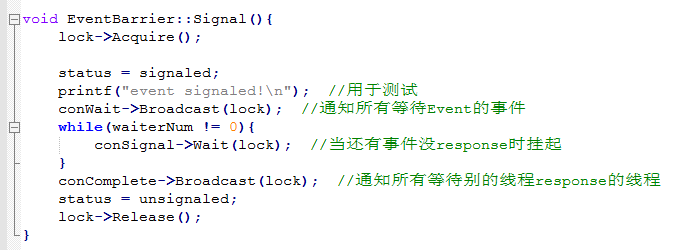 void EventBarrier::Signal(){
lock->Acquire();
status = signaled;
printf("event signaled!\n"); //用于测试
conWait->Broadcast(lock); //通知所有等待Event的事件
while(waiterNum != 0){
conSignal->Wait(lock); //当还有事件没response时挂起
}
conComplete->Broadcast(lock); //通知所有等待别的线程response的线程
status = unsignaled;
lock->Release();
}